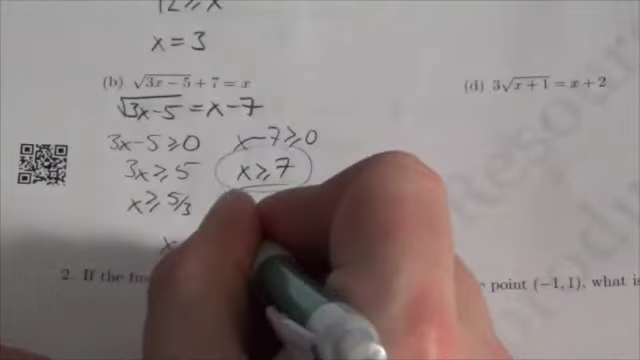 12 ⩾ x
x = 3
(b) √(3x − 5) + 7 = x
(d) 3√(x + 1) = x + 2
√(3x-5) = x-7
3x-5 ⩾ 0 x-7 ⩾ 0
3x ⩾ 5 x ⩾ 7
x ⩾ 5/3
x
2. If the point (−1, 1), what is